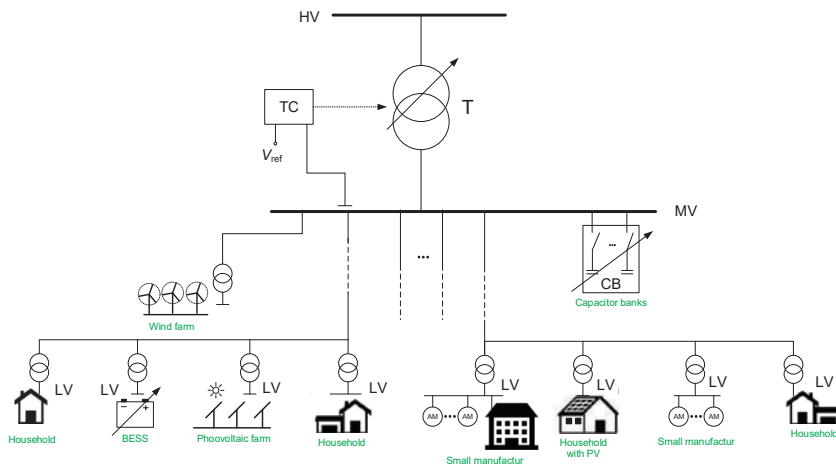 HV
TC
T
Vref
MV
...
...
CB
Capacitor banks
Wind farm
LV
LV
LV
LV
LV
LV
LV
LV
− +
AM ••• AM
AM ••• AM
Household
BESS
Phoovoltaic farm
Household
Small manufactur
Household
with PV
Small manufactur
Household